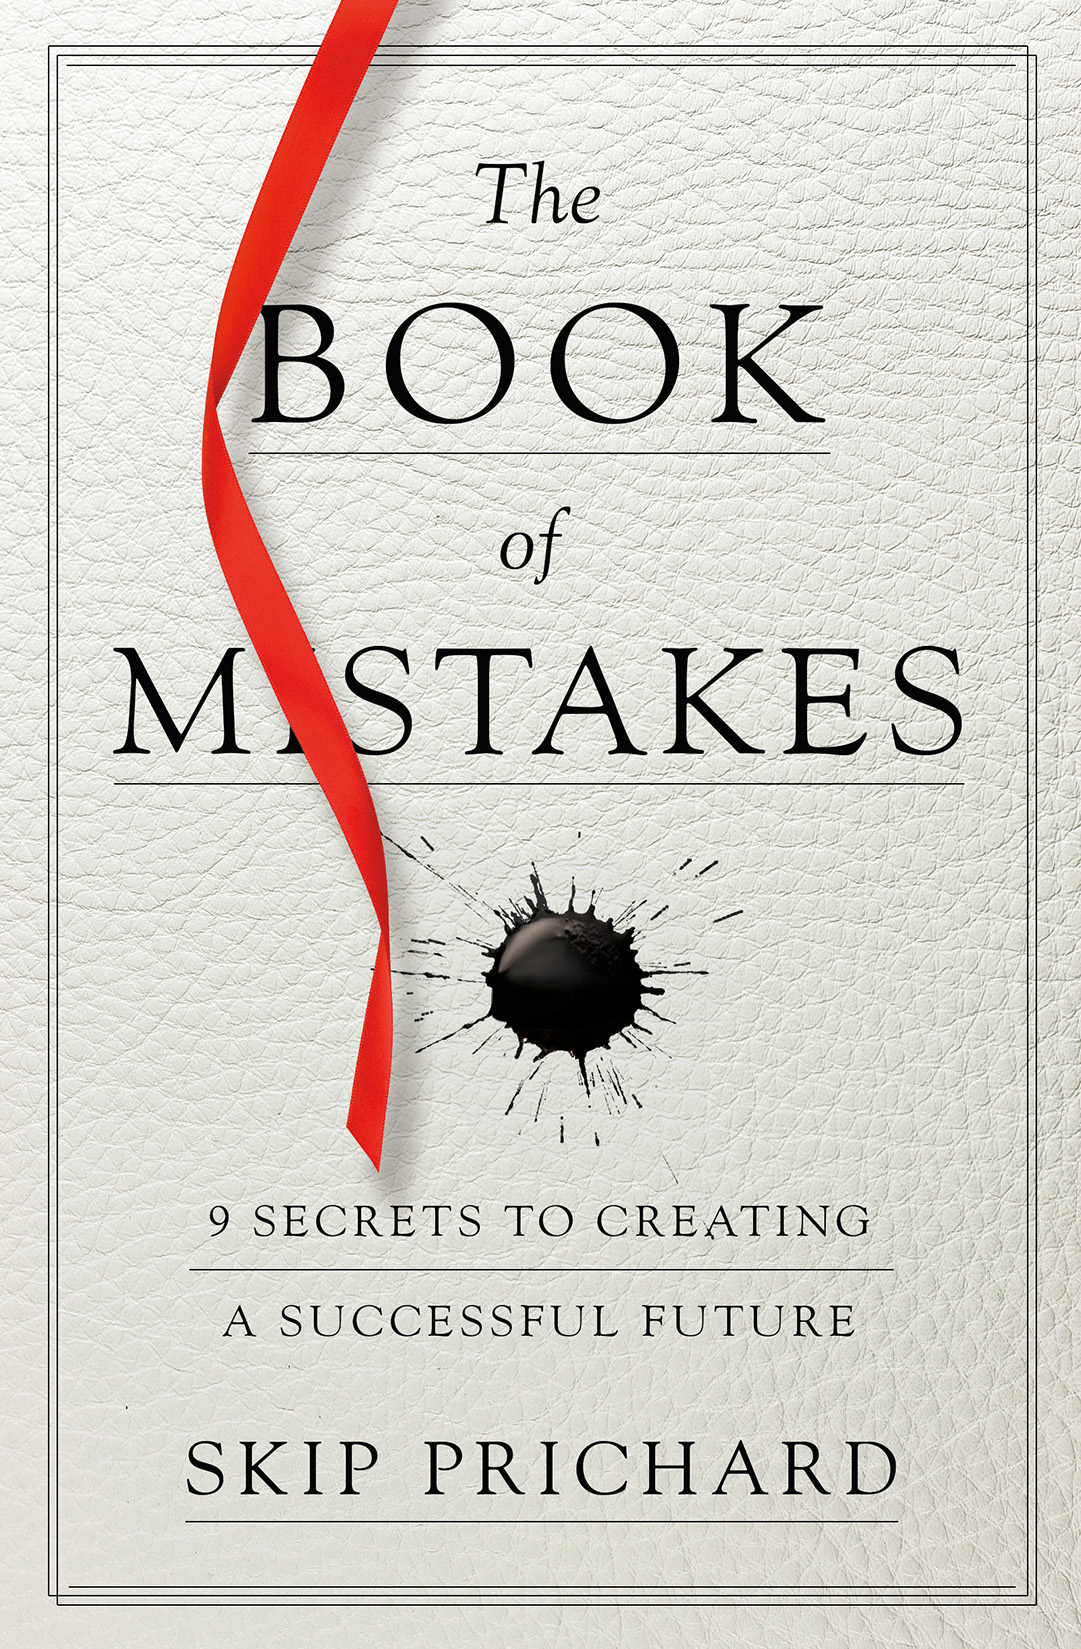 The
BOOK
of
MISTAKES
9 SECRETS TO CREATING
A SUCCESSFUL FUTURE
SKIP PRICHARD